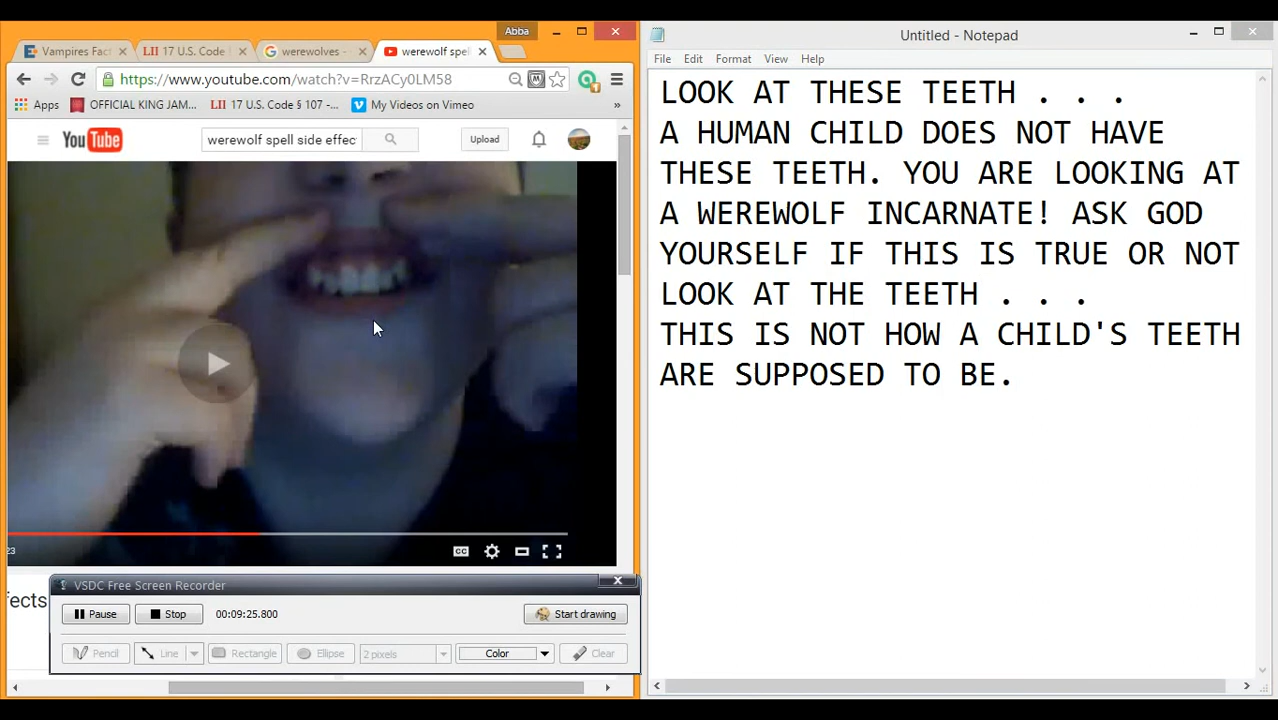 Abba
Vampires Fact
LII 17 U.S. Code
werewolves -
werewolf spel
https://www.youtube.com/watch?v=RrzACy0LM58
Apps
OFFICIAL KING JAM...
LII 17 U.S. Code § 107 -...
My Videos on Vimeo
»
YouTube
werewolf spell side effec
Upload
23
CC
fects
VSDC Free Screen Recorder
Pause
Stop
00:09:25.800
Start drawing
Pencil
Line
Rectangle
Ellipse
2 pixels
Color
Clear
Untitled - Notepad
File Edit Format View Help
LOOK AT THESE TEETH . . .
A HUMAN CHILD DOES NOT HAVE
THESE TEETH. YOU ARE LOOKING AT
A WEREWOLF INCARNATE! ASK GOD
YOURSELF IF THIS IS TRUE OR NOT
LOOK AT THE TEETH . . .
THIS IS NOT HOW A CHILD'S TEETH
ARE SUPPOSED TO BE.